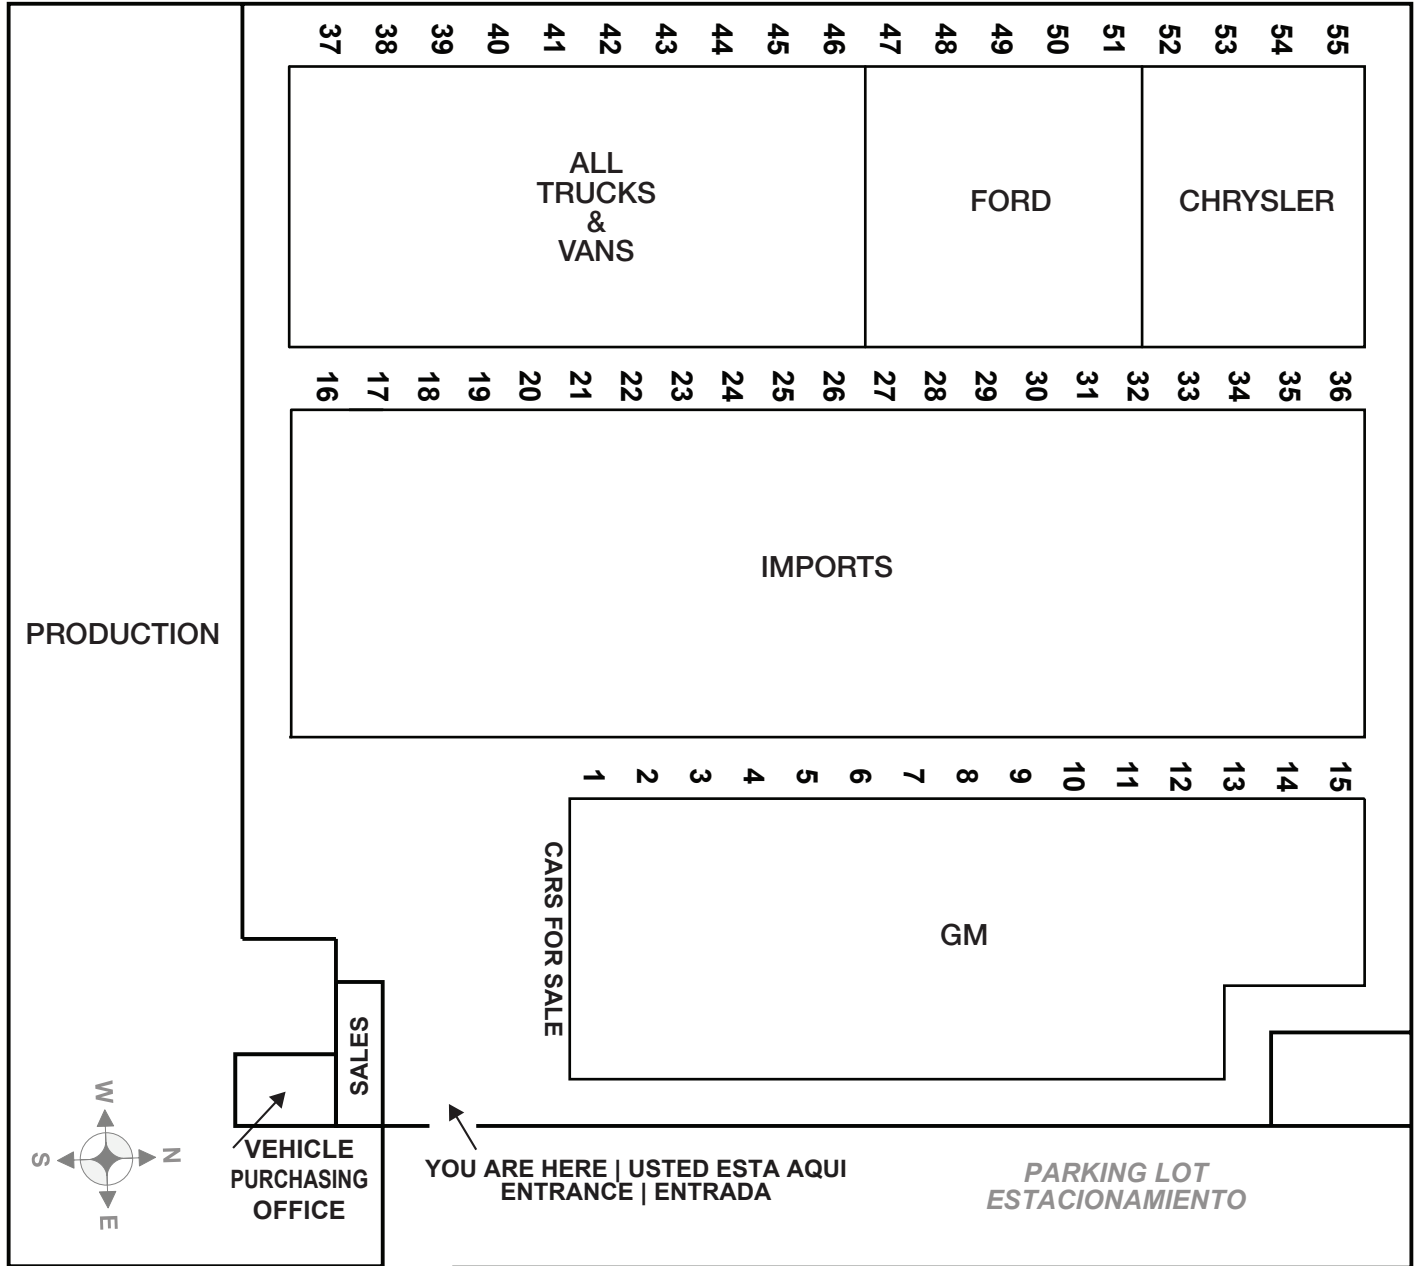 37 38 39 40 41 42 43 44 45 46 47 48 49 50 51 52 53 54 55
ALL
TRUCKS
&
VANS
FORD
CHRYSLER
16 17 18 19 20 21 22 23 24 25 26 27 28 29 30 31 32 33 34 35 36
IMPORTS
PRODUCTION
1 2 3 4 5 6 7 8 9 10 11 12 13 14 15
CARS FOR SALE
GM
SALES
VEHICLE
PURCHASING
OFFICE
YOU ARE HERE | USTED ESTA AQUI
ENTRANCE | ENTRADA
PARKING LOT
ESTACIONAMIENTO
W
S
N
E